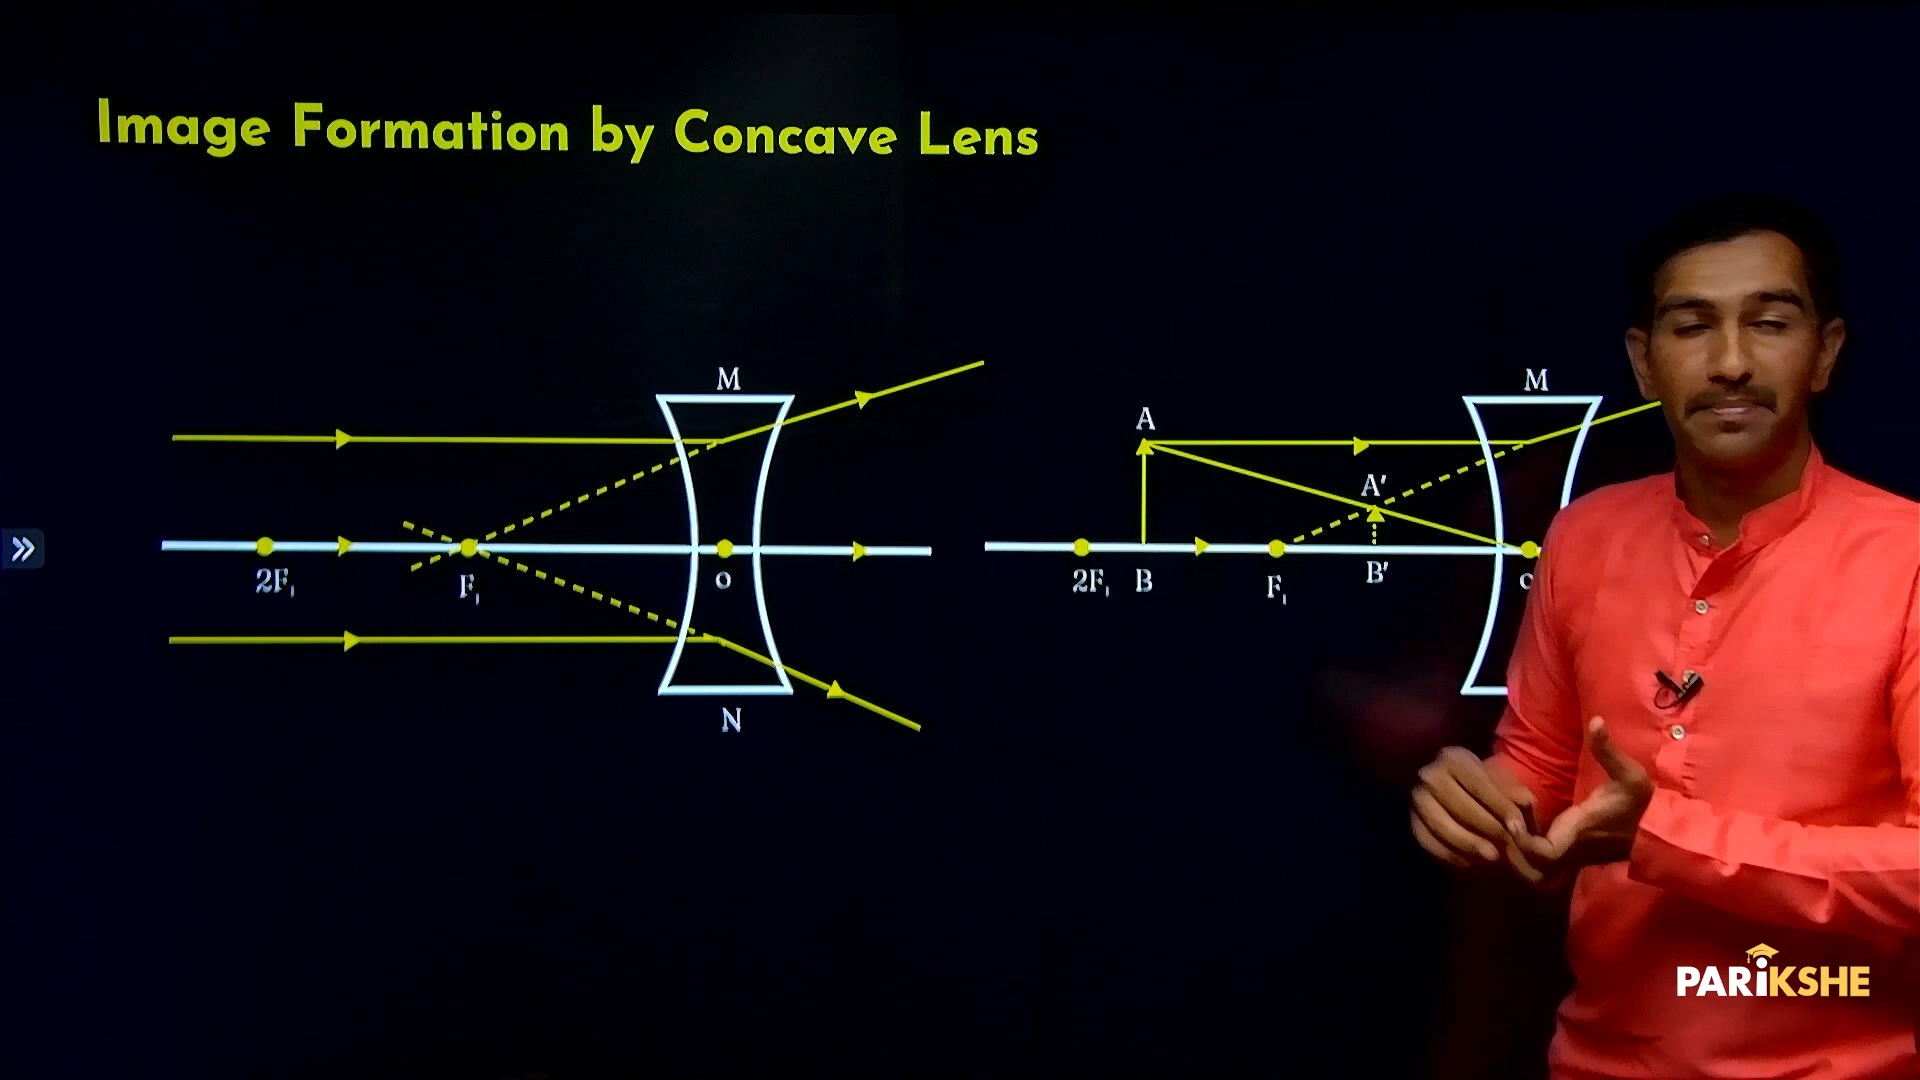 Image Formation by Concave Lens
M
2F₁
F₁
o
N
M
A
A'
2F₁
B
F₁
B'
PARiKSHE